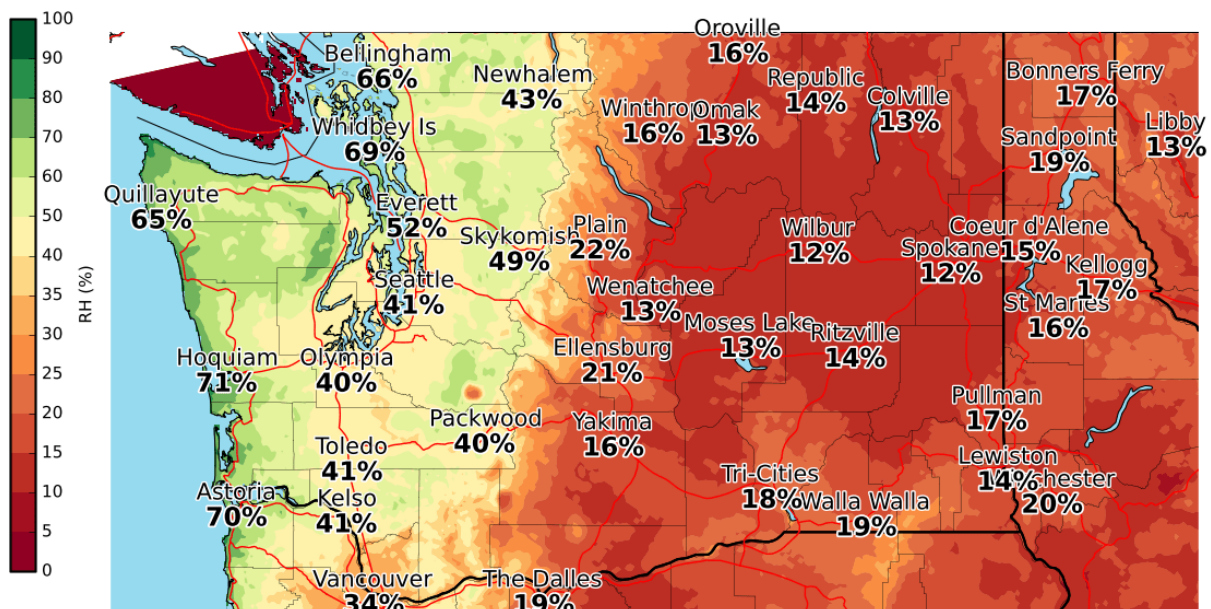 100
90
80
70
60
50
40
35
30
25
20
15
10
5
0
RH (%)
Oroville
16%
Bellingham
66%
Newhalem
43%
Republic
14%
Bonners Ferry
17%
Colville
13%
Winthrop
16%
Omak
13%
Libby
13%
Whidbey Is
69%
Sandpoint
19%
Quillayute
65%
Everett
52%
Skykomish
49%
Plain
22%
Wilbur
12%
Coeur d'Alene
15%
Spokane
12%
Seattle
41%
Wenatchee
13%
Kellogg
17%
St Maries
16%
Moses Lake
13%
Ritzville
14%
Hoquiam
71%
Olympia
40%
Ellensburg
21%
Pullman
17%
Packwood
40%
Yakima
16%
Toledo
41%
Lewiston
14%
Tri-Cities
18%
20%
Astoria
70%
Kelso
41%
Walla Walla
19%
Vancouver
34%
The Dalles
19%